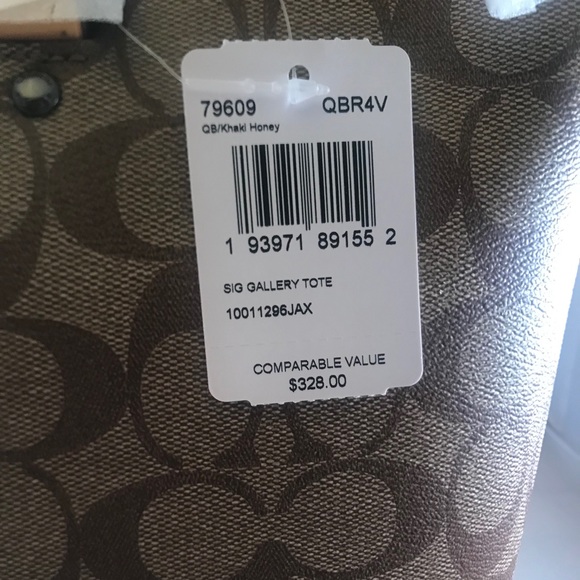 79609 QBR4V
QB/Khaki Honey
1 93971 89155 2
SIG GALLERY TOTE
10011296JAX
COMPARABLE VALUE
$328.00